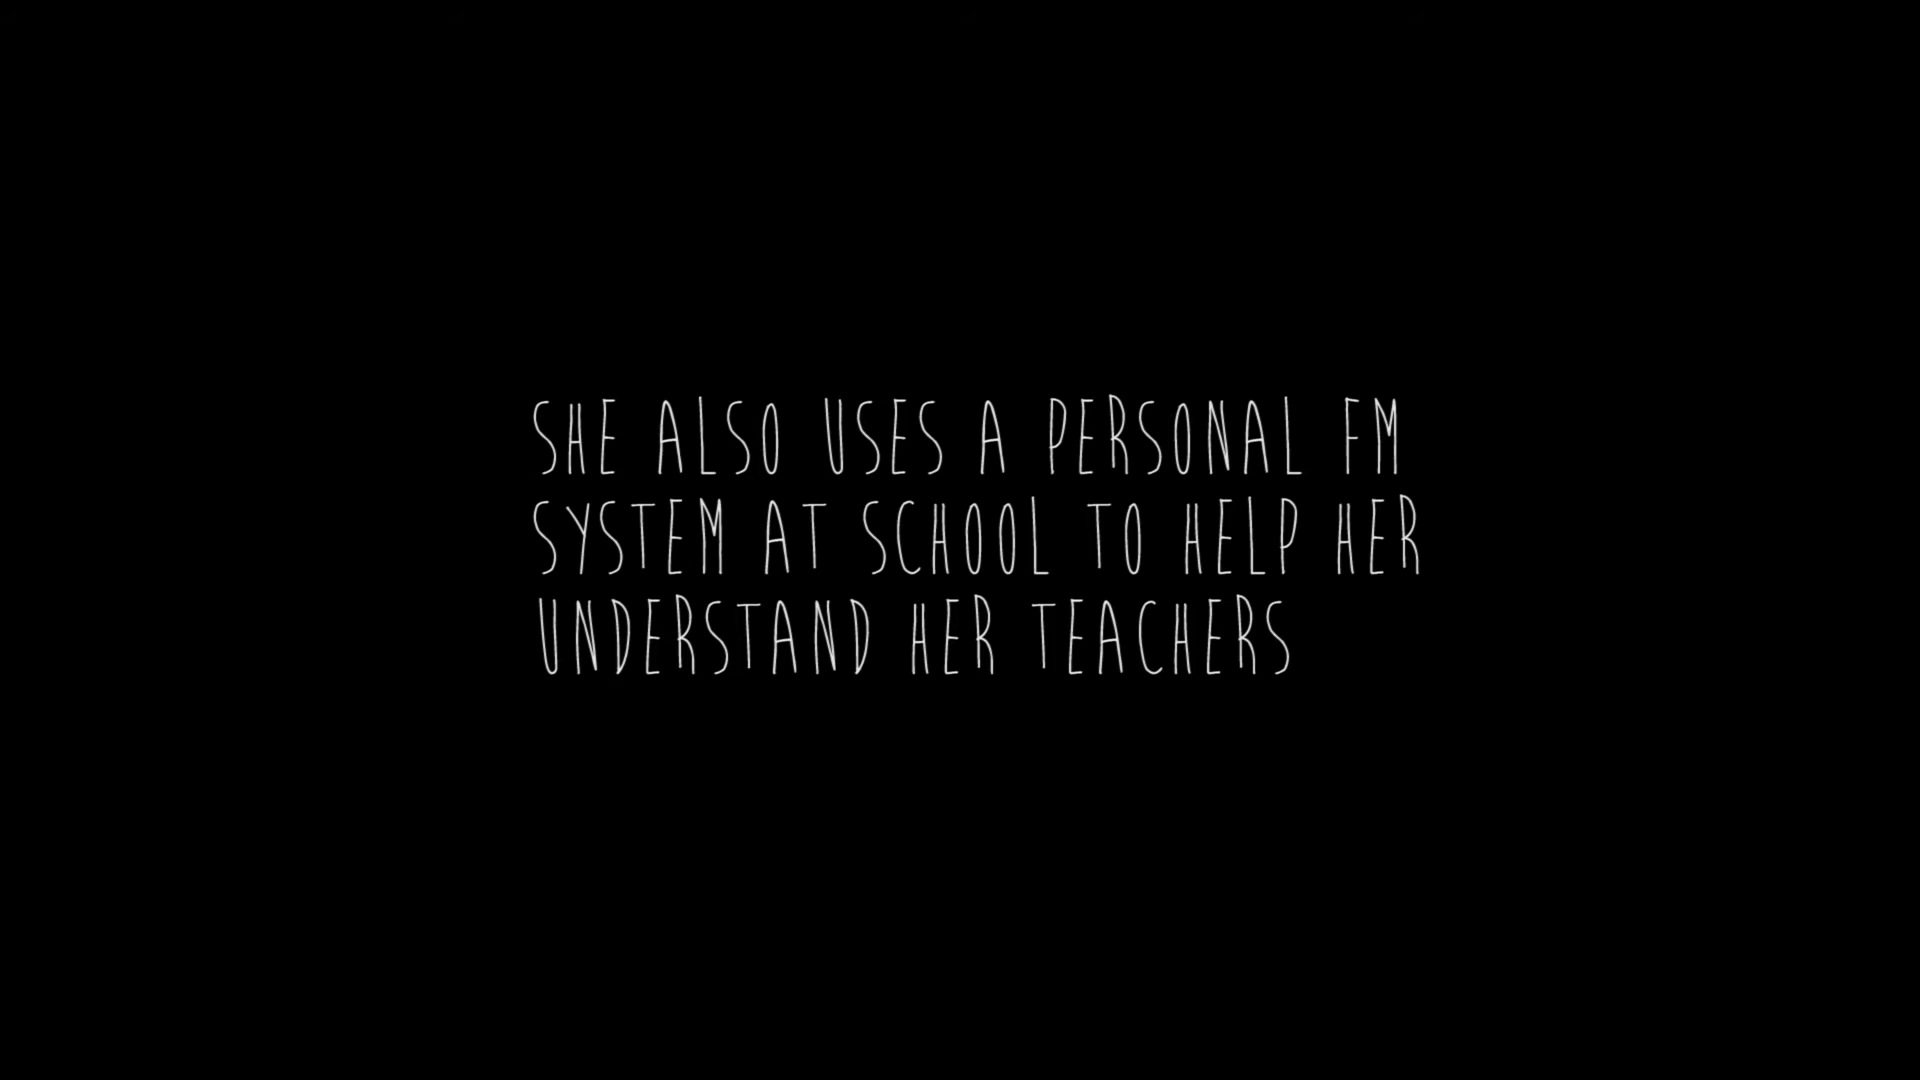 SHE ALSO USES A PERSONAL FM
SYSTEM AT SCHOOL TO HELP HER
UNDERSTAND HER TEACHERS